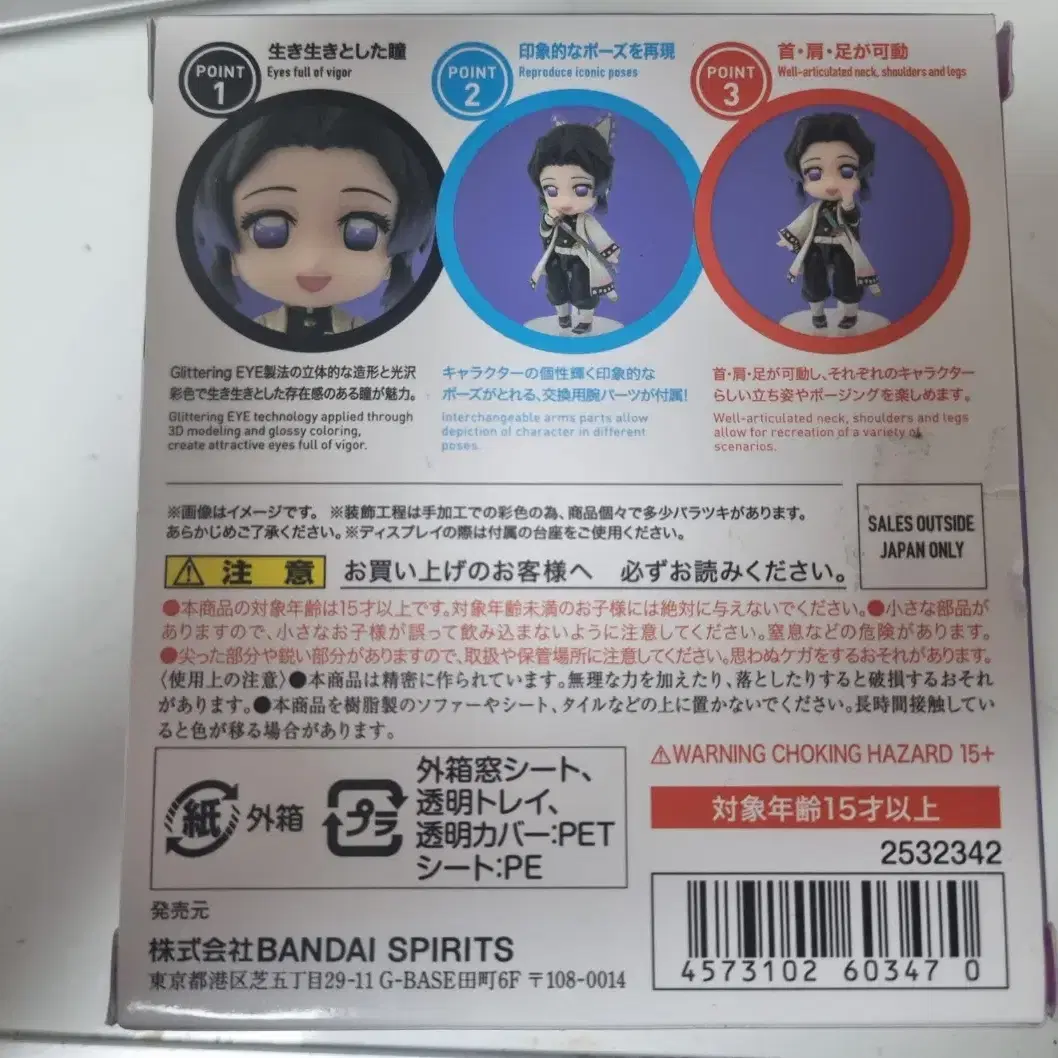 POINT
1
生き生きとした瞳
Eyes full of vigor
POINT
2
印象的なポーズを再現
Reproduce iconic poses
POINT
3
首・肩・足が可動
Well-articulated neck, shoulders and legs
Glittering EYE製法の立体的な造形と光沢
彩色で生き生きとした存在感のある瞳が魅力。
Glittering EYE technology applied through
3D modeling and glossy coloring,
create attractive eyes full of vigor.
キャラクターの個性輝く印象的な
ポーズがとれる、交換用腕パーツが付属!
Interchangeable arms parts allow
depiction of character in different
poses.
首・肩・足が可動し、それぞれのキャラクター
らしい立ち姿やポージングを楽しめます。
Well-articulated neck, shoulders and legs
allow for recreation of a variety of
scenarios.
※画像はイメージです。 ※装飾工程は手加工での彩色の為、商品個々で多少バラツキがあります。
あらかじめご了承ください。※ディスプレイの際は付属の台座をご使用ください。
SALES OUTSIDE
JAPAN ONLY
注 意 お買い上げのお客様へ 必ずお読みください。
●本商品の対象年齢は15才以上です。対象年齢未満のお子様には絶対に与えないでください。●小さな部品が
ありますので、小さなお子様が誤って飲み込まないように注意してください。窒息などの危険があります。
●尖った部分や鋭い部分がありますので、取扱や保管場所に注意してください。思わぬケガをするおそれがあります。
〈使用上の注意〉●本商品は精密に作られています。無理な力を加えたり、落としたりすると破損するおそれ
があります。●本商品を樹脂製のソファーやシート、タイルなどの上に置かないでください。長時間接触してい
ると色が移る場合があります。
紙 外箱
プラ
外箱窓シート、
透明トレイ、
透明カバー:PET
シート:PE
⚠WARNING CHOKING HAZARD 15+
対象年齢15才以上
2532342
4573102 60347 0
発売元
株式会社BANDAI SPIRITS
東京都港区芝五丁目29-11 G-BASE田町6F 〒108-0014